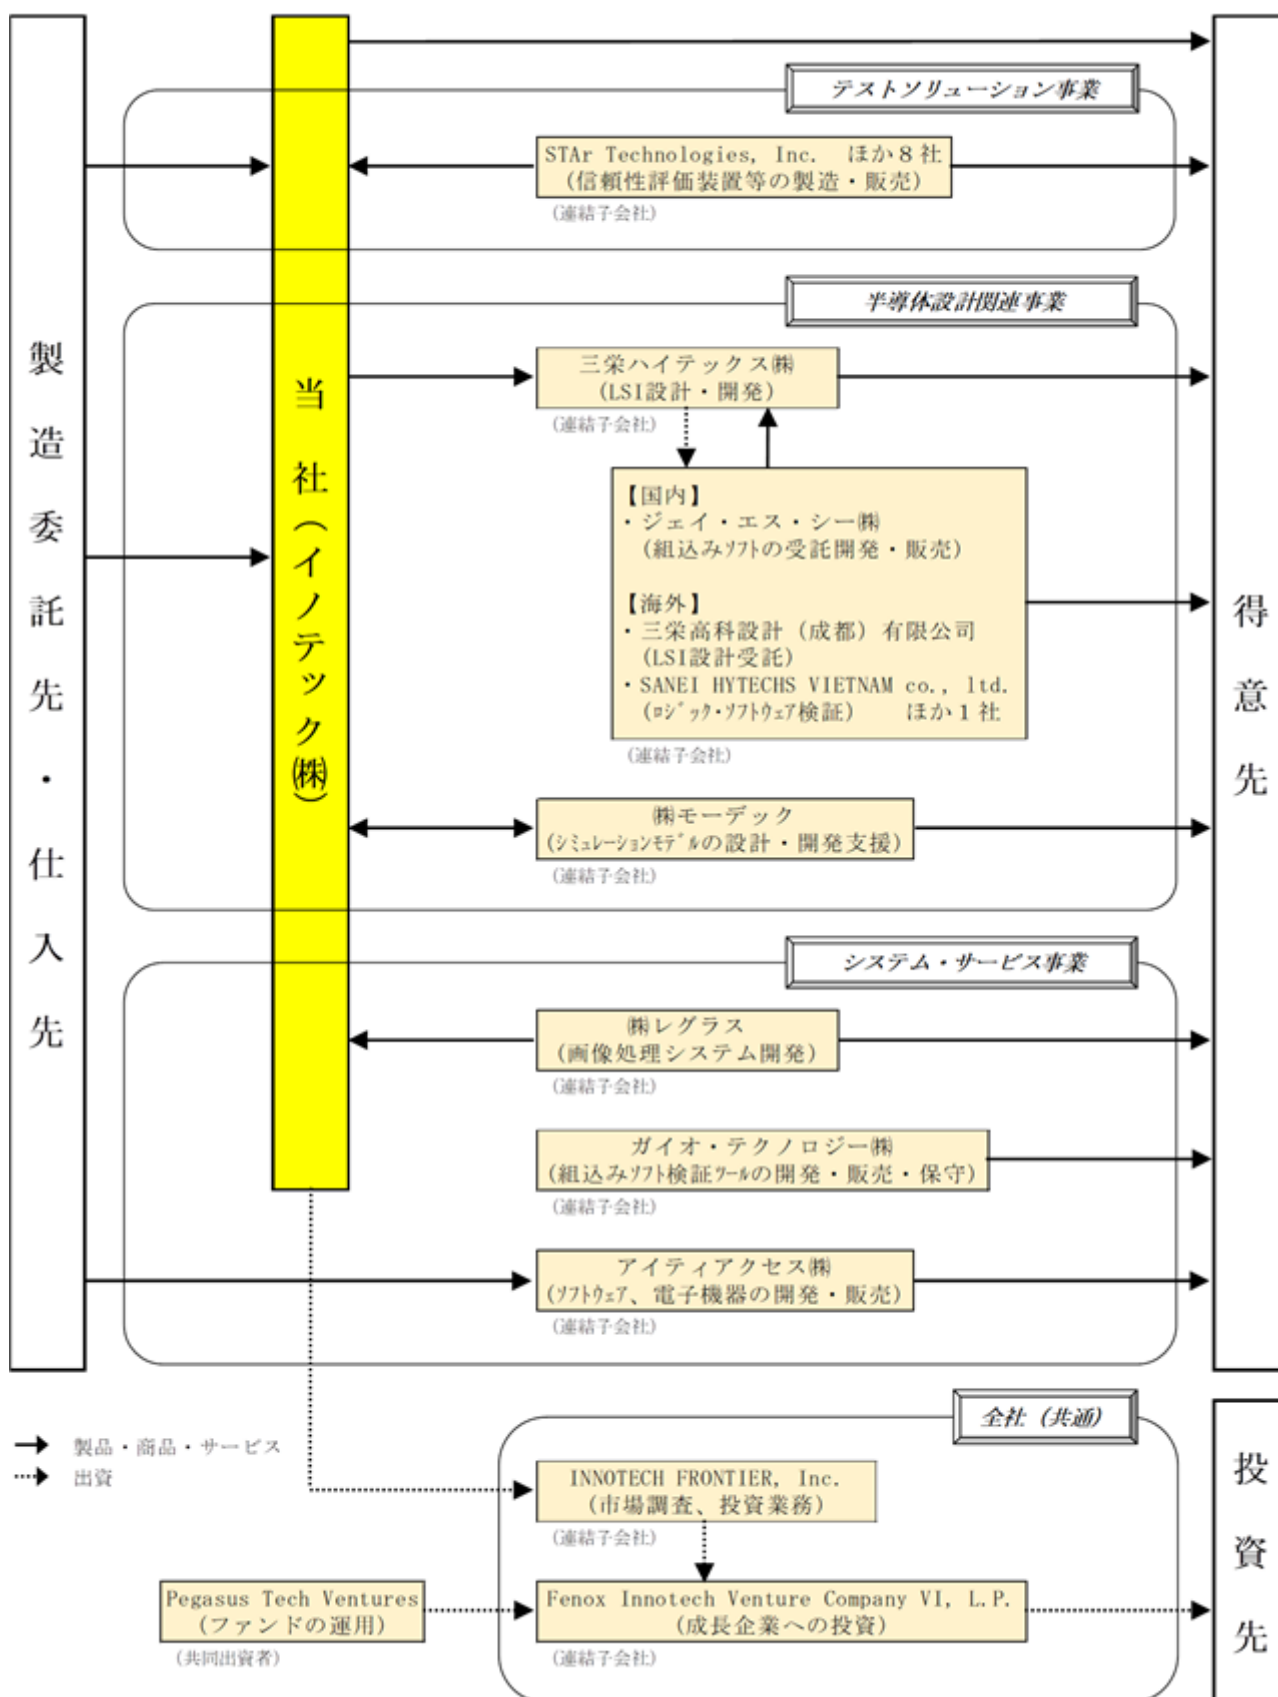 製造委託先・仕入先
当社（イノテック㈱）
得意先
テストソリューション事業
STAr Technologies, Inc.　ほか８社
（信頼性評価装置等の製造・販売）
（連結子会社）
半導体設計関連事業
三栄ハイテックス㈱
（LSI設計・開発）
（連結子会社）
【国内】
・ジェイ・エス・シー㈱
（組込みｿﾌﾄの受託開発・販売）
【海外】
・三栄高科設計（成都）有限公司
（LSI設計受託）
・SANEI HYTECHS VIETNAM co., ltd.
（ﾛｼﾞｯｸ・ｿﾌﾄｳｪｱ検証）　ほか１社
（連結子会社）
㈱モーデック
（ｼﾐｭﾚｰｼｮﾝﾓﾃﾞﾙの設計・開発支援）
（連結子会社）
システム・サービス事業
㈱レグラス
（画像処理システム開発）
（連結子会社）
ガイオ・テクノロジー㈱
（組込みｿﾌﾄ検証ﾂｰﾙの開発・販売・保守）
（連結子会社）
アイティアクセス㈱
（ｿﾌﾄｳｪｱ、電子機器の開発・販売）
（連結子会社）
製品・商品・サービス
出資
全社（共通）
INNOTECH FRONTIER, Inc.
（市場調査、投資業務）
（連結子会社）
Pegasus Tech Ventures
（ファンドの運用）
（共同出資者）
Fenox Innotech Venture Company VI, L.P.
（成長企業への投資）
（連結子会社）
投資先